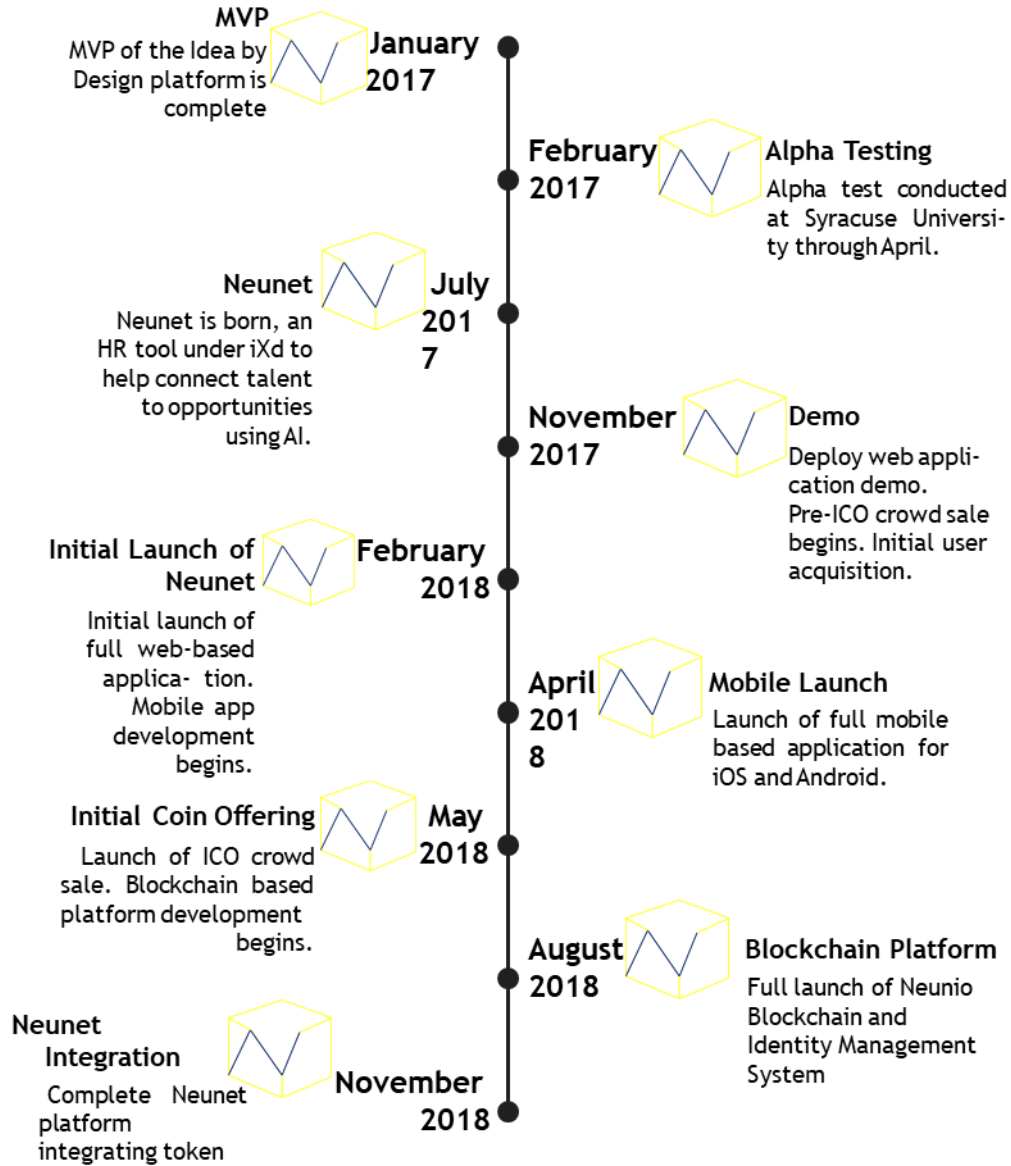 MVP
MVP of the Idea by
Design platform is
complete
January
2017
February
2017
Alpha Testing
Alpha test conducted
at Syracuse Universi-
ty through April.
Neunet
Neunet is born, an
HR tool under iXd to
help connect talent
to opportunities
using AI.
July
201
7
November
2017
Demo
Deploy web appli-
cation demo.
Pre-ICO crowd sale
begins. Initial user
acquisition.
Initial Launch of
Neunet
Initial launch of
full web-based
applica- tion.
Mobile app
development
begins.
February
2018
April
201
8
Mobile Launch
Launch of full mobile
based application for
iOS and Android.
Initial Coin Offering
Launch of ICO crowd
sale. Blockchain based
platform development
begins.
May
2018
August
2018
Blockchain Platform
Full launch of Neunio
Blockchain and
Identity Management
System
Neunet
Integration
Complete Neunet
platform
integrating token
November
2018